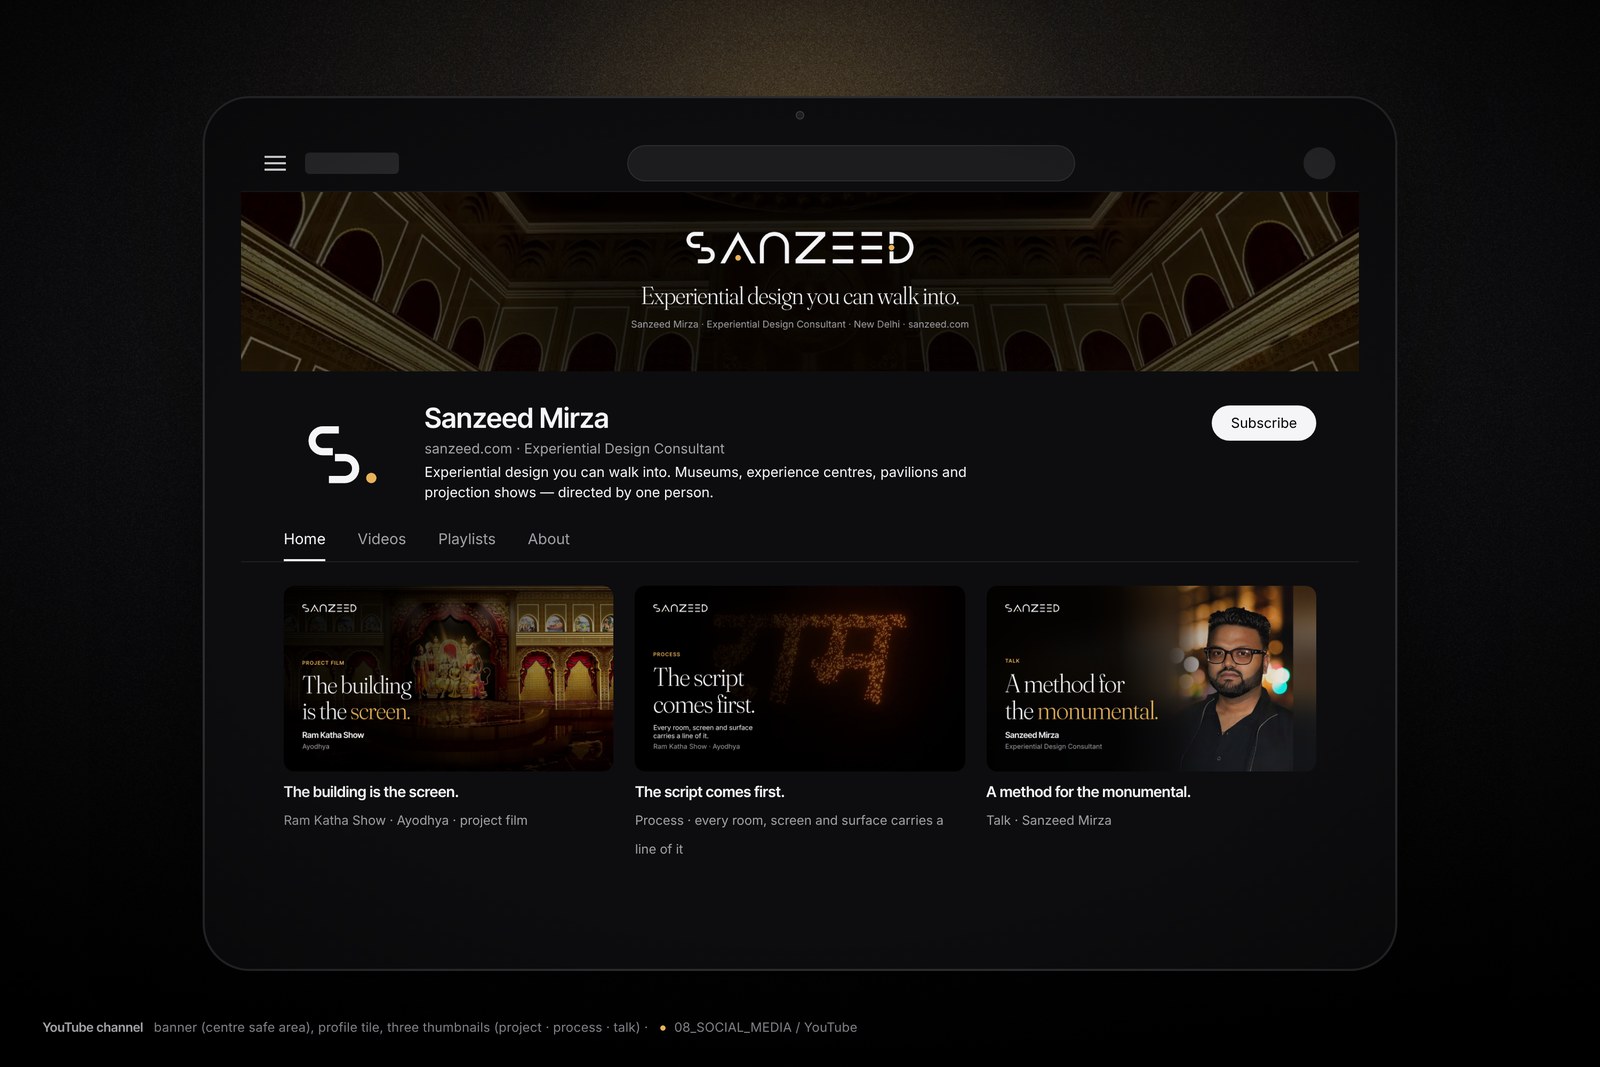 SANZEED
Experiential design you can walk into.
Sanzeed Mirza · Experiential Design Consultant · New Delhi · sanzeed.com
S.
Sanzeed Mirza
sanzeed.com · Experiential Design Consultant
Experiential design you can walk into. Museums, experience centres, pavilions and
projection shows — directed by one person.
Subscribe
Home Videos Playlists About
SANZEED
PROJECT FILM
The building
is the screen.
Ram Katha Show
Ayodhya
The building is the screen.
Ram Katha Show · Ayodhya · project film
SANZEED
राम
PROCESS
The script
comes first.
Every room, screen and surface
carries a line of it.
Ram Katha Show · Ayodhya
The script comes first.
Process · every room, screen and surface carries a
line of it
SANZEED
TALK
A method for
the monumental.
Sanzeed Mirza
Experiential Design Consultant
A method for the monumental.
Talk · Sanzeed Mirza
YouTube channel banner (centre safe area), profile tile, three thumbnails (project · process · talk) · • 08_SOCIAL_MEDIA / YouTube